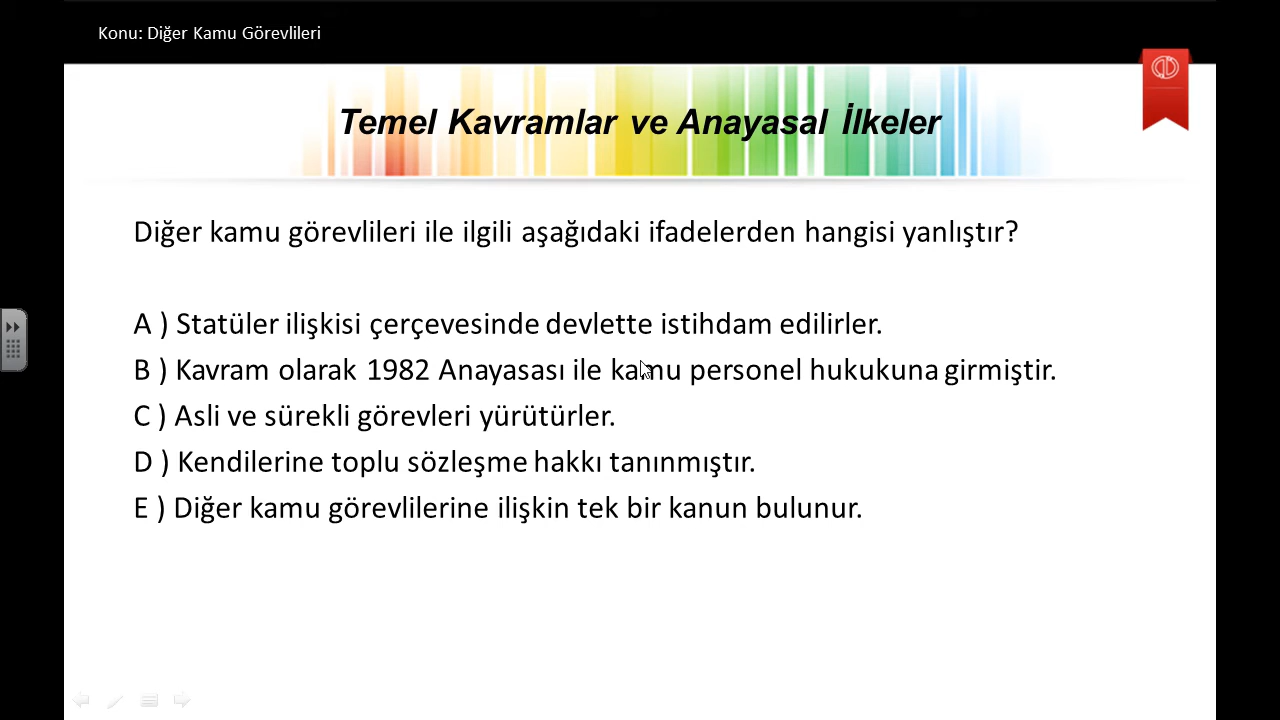 Konu: Diğer Kamu Görevlileri
Temel Kavramlar ve Anayasal İlkeler
Diğer kamu görevlileri ile ilgili aşağıdaki ifadelerden hangisi yanlıştır?
A ) Statüler ilişkisi çerçevesinde devlette istihdam edilirler.
B ) Kavram olarak 1982 Anayasası ile kamu personel hukukuna girmiştir.
C ) Asli ve sürekli görevleri yürütürler.
D ) Kendilerine toplu sözleşme hakkı tanınmıştır.
E ) Diğer kamu görevlilerine ilişkin tek bir kanun bulunur.